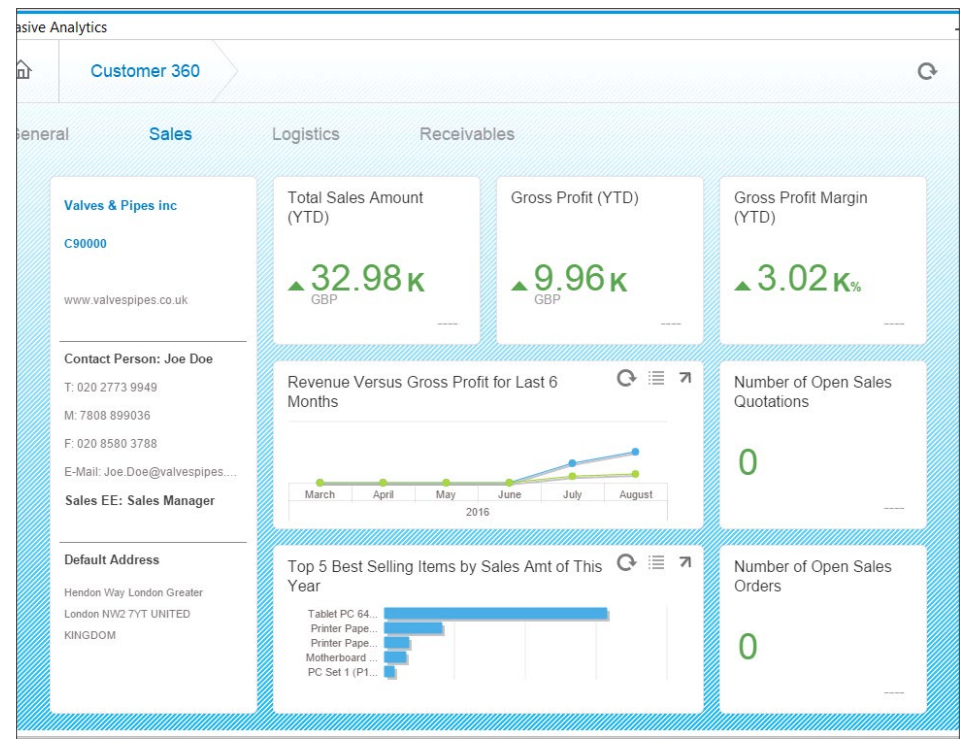 asive Analytics
Customer 360
General
Sales
Logistics
Receivables
Valves & Pipes inc
C90000
www.valvespipes.co.uk
Contact Person: Joe Doe
T: 020 2773 9949
M: 7808 899036
F: 020 8580 3788
E-Mail: Joe.Doe@valvespipes....
Sales EE: Sales Manager
Default Address
Hendon Way London Greater
London NW2 7YT UNITED
KINGDOM
Total Sales Amount
(YTD)
32.98 K
GBP
----
Gross Profit (YTD)
9.96 K
GBP
----
Gross Profit Margin
(YTD)
3.02 K%
----
Revenue Versus Gross Profit for Last 6
Months
March April May June July August
2016
Number of Open Sales
Quotations
0
----
Top 5 Best Selling Items by Sales Amt of This
Year
Tablet PC 64...
Printer Pape...
Printer Pape...
Motherboard ...
PC Set 1 (P1...
Number of Open Sales
Orders
0
----